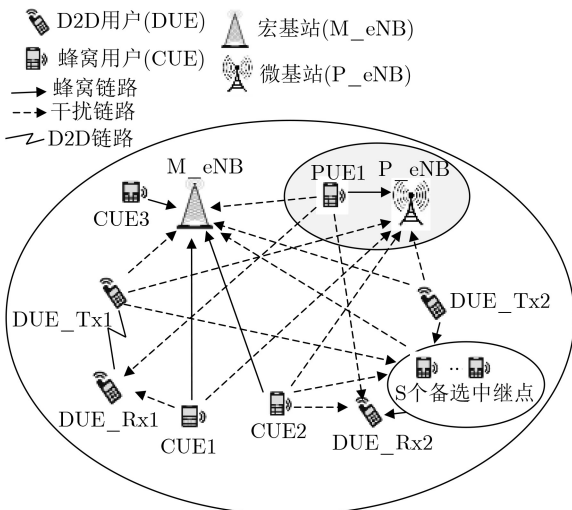 D2D用户(DUE)
宏基站(M_eNB)
蜂窝用户(CUE)
微基站(P_eNB)
蜂窝链路
干扰链路
D2D链路
M_eNB
PUE1
P_eNB
CUE3
DUE_Tx1
DUE_Tx2
S个备选中继点
DUE_Rx1
CUE1
CUE2
DUE_Rx2